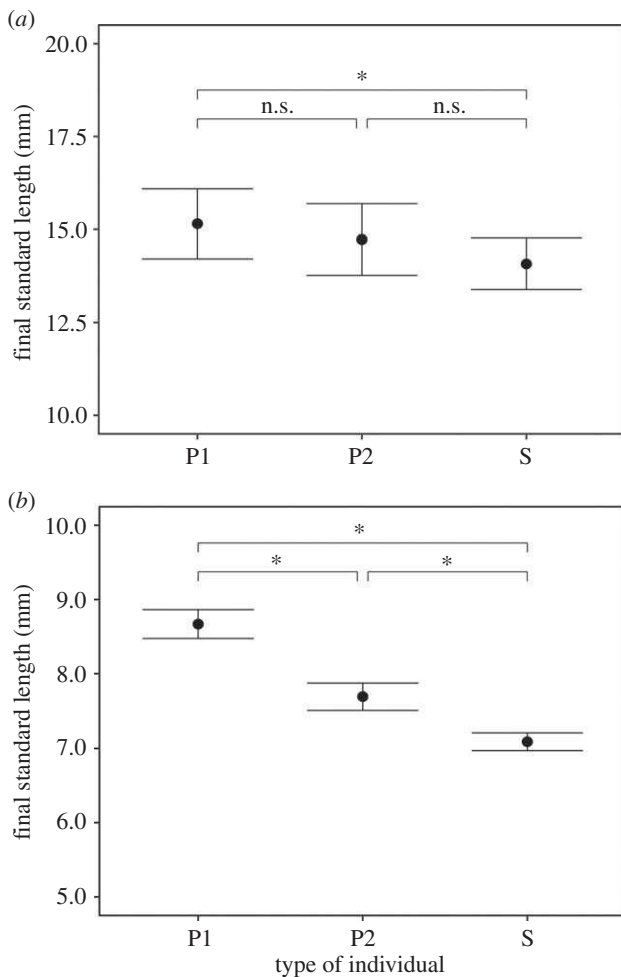 (a)
20.0
17.5
15.0
12.5
10.0
final standard length (mm)
*
n.s. n.s.
P1 P2 S
(b)
10.0
9.0
8.0
7.0
6.0
5.0
final standard length (mm)
*
* *
P1 P2 S
type of individual